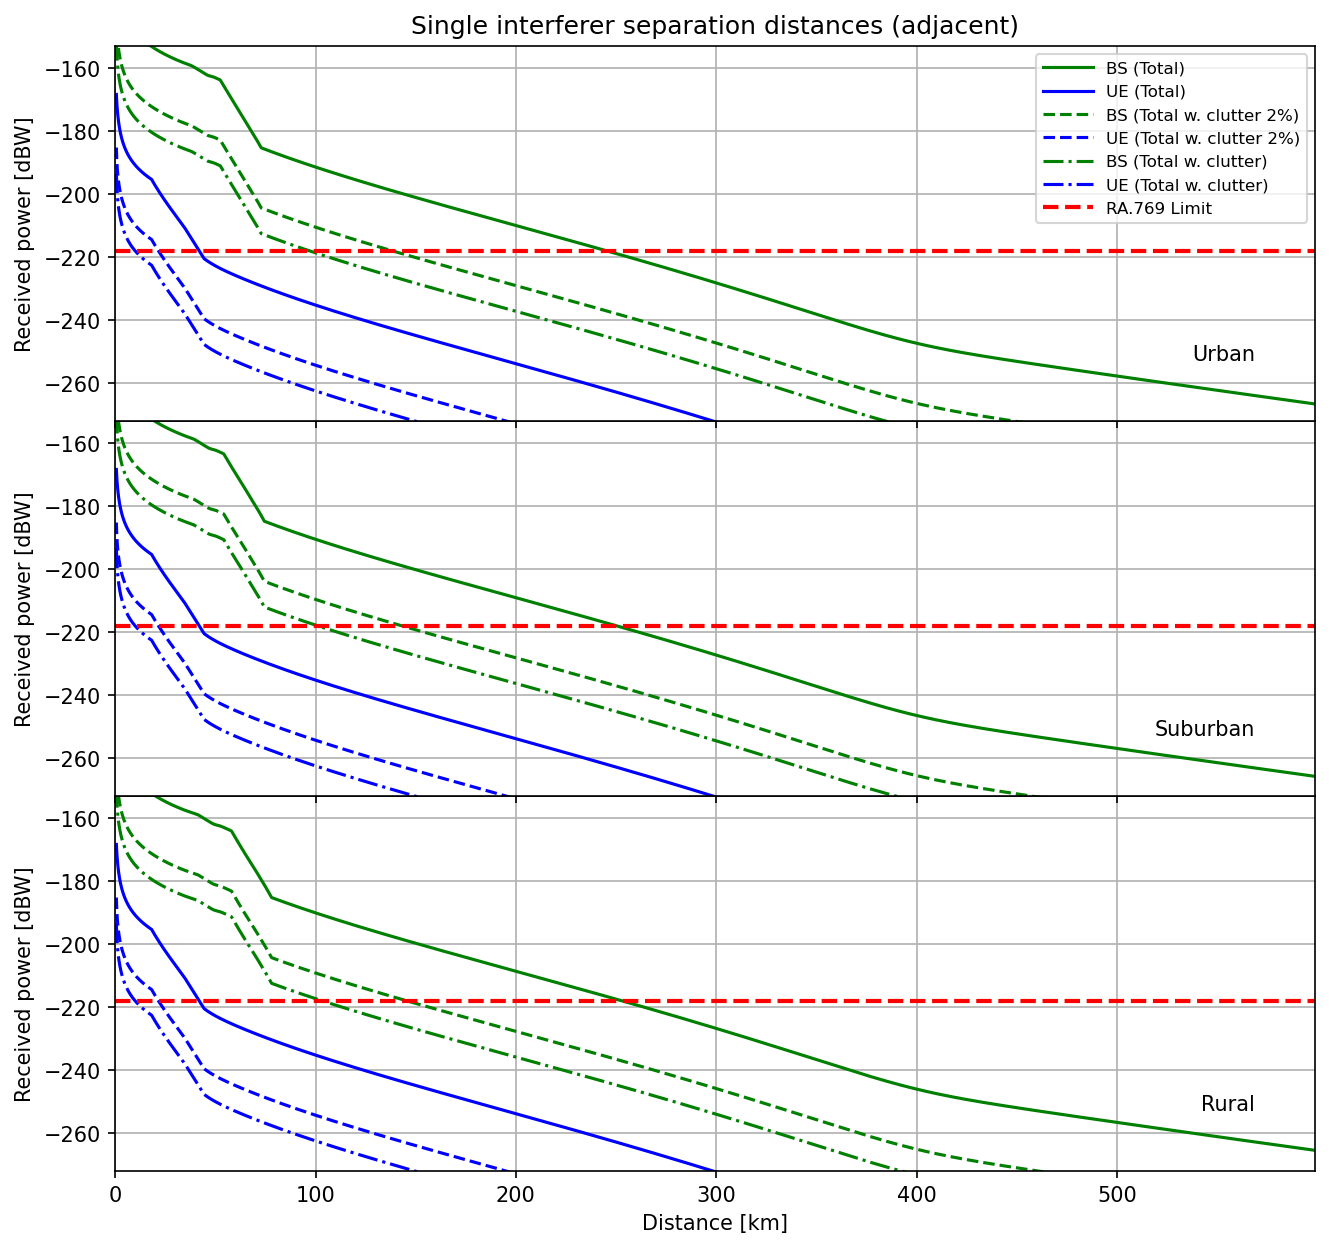 Single interferer separation distances (adjacent)
−160
−180
−200
−220
−240
−260
Received power [dBW]
BS (Total)
UE (Total)
BS (Total w. clutter 2%)
UE (Total w. clutter 2%)
BS (Total w. clutter)
UE (Total w. clutter)
RA.769 Limit
Urban
−160
−180
−200
−220
−240
−260
Received power [dBW]
Suburban
−160
−180
−200
−220
−240
−260
Received power [dBW]
Rural
0 100 200 300 400 500
Distance [km]